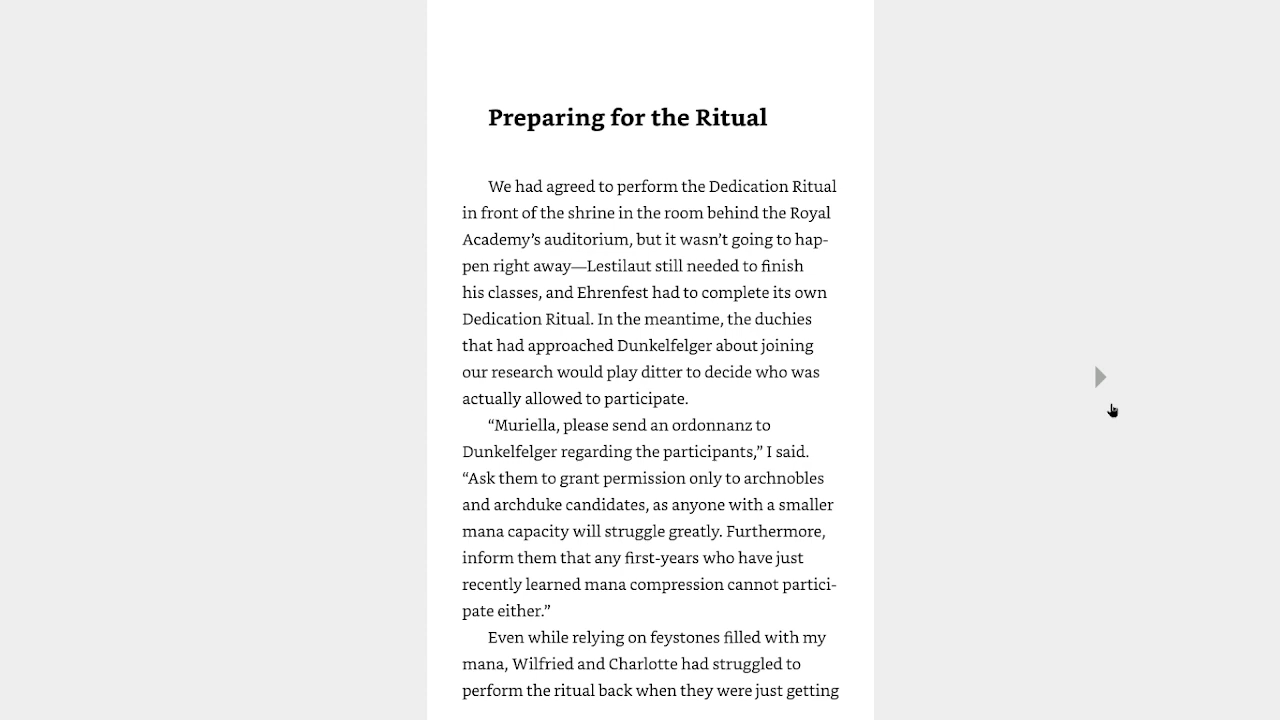 Preparing for the Ritual
We had agreed to perform the Dedication Ritual
in front of the shrine in the room behind the Royal
Academy’s auditorium, but it wasn’t going to hap-
pen right away—Lestilaut still needed to finish
his classes, and Ehrenfest had to complete its own
Dedication Ritual. In the meantime, the duchies
that had approached Dunkelfelger about joining
our research would play ditter to decide who was
actually allowed to participate.
“Muriella, please send an ordonnanz to
Dunkelfelger regarding the participants,” I said.
“Ask them to grant permission only to archnobles
and archduke candidates, as anyone with a smaller
mana capacity will struggle greatly. Furthermore,
inform them that any first-years who have just
recently learned mana compression cannot partici-
pate either.”
Even while relying on feystones filled with my
mana, Wilfried and Charlotte had struggled to
perform the ritual back when they were just getting